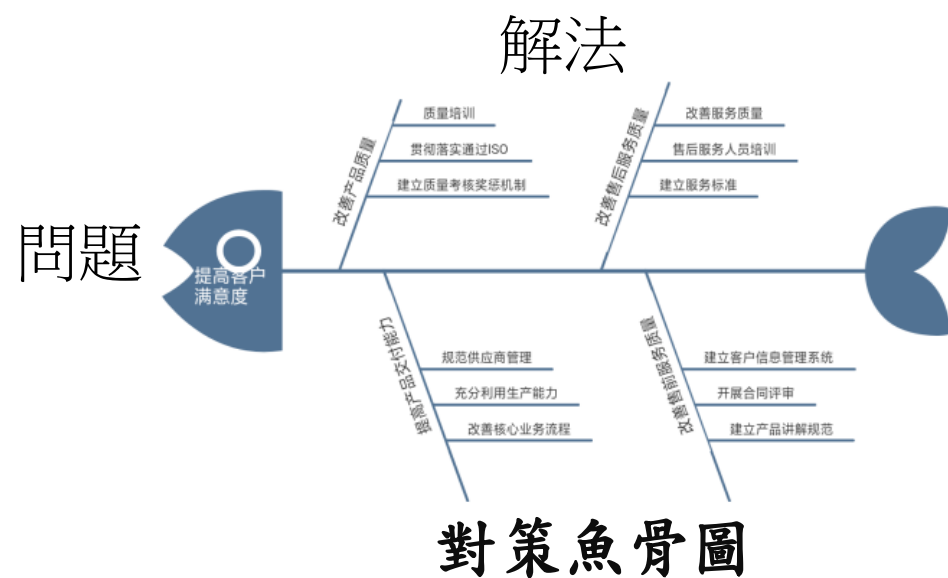 解法
改善产品质量
质量培训
贯彻落实通过ISO
建立质量考核奖惩机制
改善售后服务质量
改善服务质量
售后服务人员培训
建立服务标准
問題
提高客户
满意度
提高产品交付能力
规范供应商管理
充分利用生产能力
改善核心业务流程
改善售前服务质量
建立客户信息管理系统
开展合同评审
建立产品讲解规范
對策魚骨圖